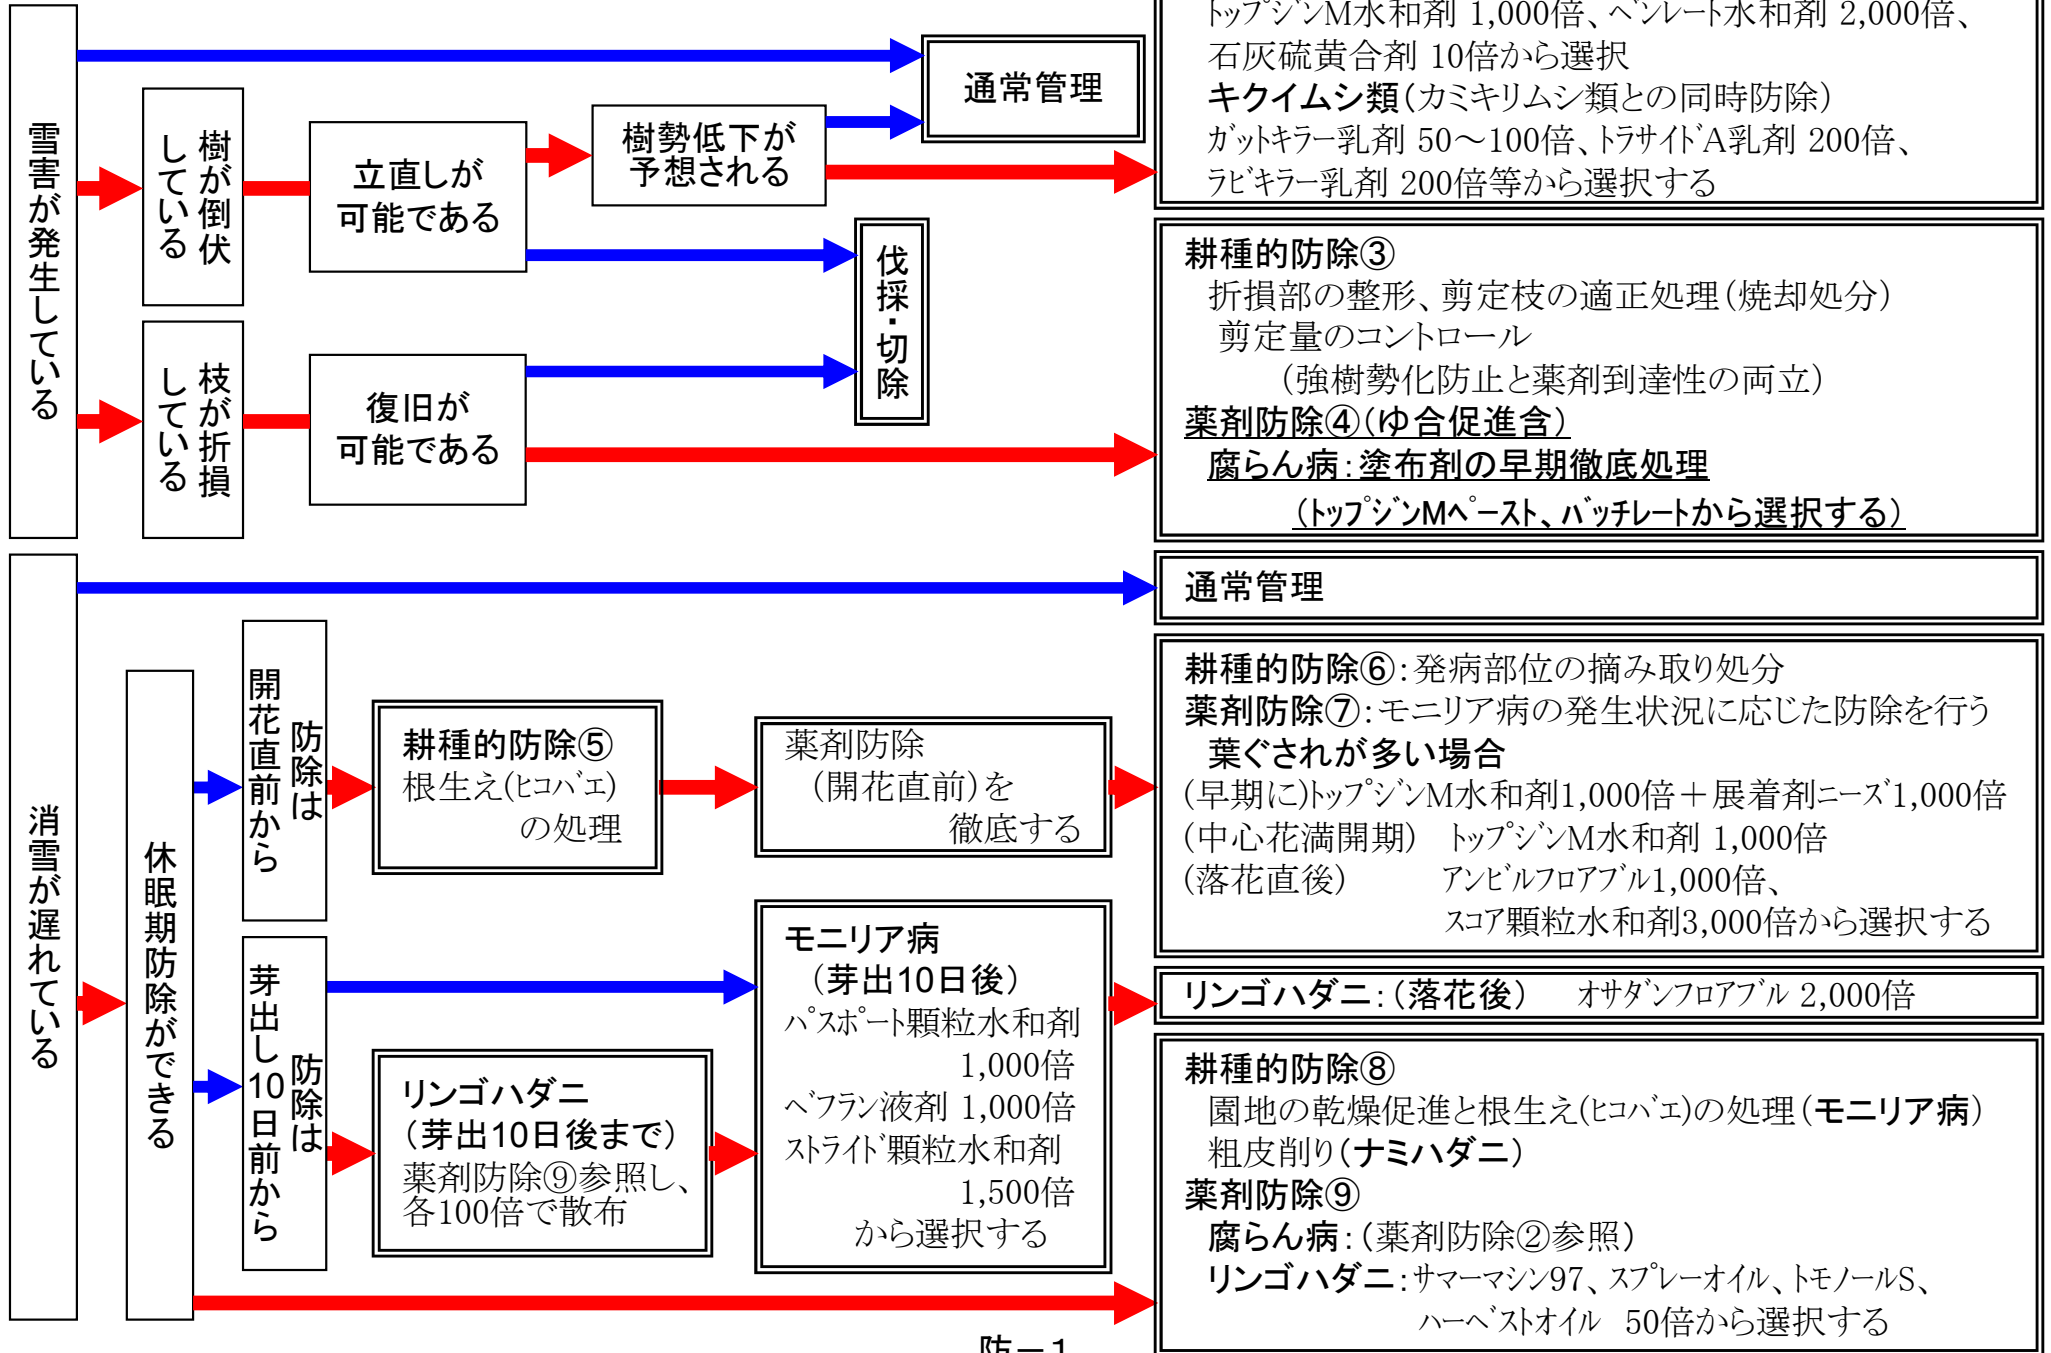 雪害が発生している
樹が倒伏
している
立直しが
可能である
樹勢低下が
予想される
通常管理
伐採・切除
枝が折損
している
復旧が
可能である
トップジンM水和剤 1,000倍、ベンレート水和剤 2,000倍、
石灰硫黄合剤 10倍から選択
キクイムシ類（カミキリムシ類との同時防除）
ガットキラー乳剤 50～100倍、トラサイドA乳剤 200倍、
ラビキラー乳剤 200倍等から選択する
耕種的防除③
折損部の整形、剪定枝の適正処理（焼却処分）
剪定量のコントロール
（強樹勢化防止と薬剤到達性の両立）
薬剤防除④（ゆ合促進含）
腐らん病：塗布剤の早期徹底処理
（トップジンMペースト、バッチレートから選択する）
消雪が遅れている
通常管理
休眠期防除ができる
防除は
開花直前から
耕種的防除⑤
根生え(ヒコバエ)
の処理
薬剤防除
（開花直前）を
徹底する
耕種的防除⑥：発病部位の摘み取り処分
薬剤防除⑦：モニリア病の発生状況に応じた防除を行う
葉ぐされが多い場合
(早期に)トップジンM水和剤1,000倍＋展着剤ニーズ1,000倍
(中心花満開期)　トップジンM水和剤 1,000倍
(落花直後)　アンビルフロアブル1,000倍、
スコア顆粒水和剤3,000倍から選択する
防除は
芽出し10日前から
リンゴハダニ
（芽出10日後まで）
薬剤防除⑨参照し、
各100倍で散布
モニリア病
（芽出10日後）
パスポート顆粒水和剤
1,000倍
ベフラン液剤 1,000倍
ストライド顆粒水和剤
1,500倍
から選択する
リンゴハダニ：（落花後）　オサダンフロアブル 2,000倍
耕種的防除⑧
園地の乾燥促進と根生え(ヒコバエ)の処理（モニリア病）
粗皮削り（ナミハダニ）
薬剤防除⑨
腐らん病：（薬剤防除②参照）
リンゴハダニ：サマーマシン97、スプレーオイル、トモノールS、
ハーベストオイル　50倍から選択する
防－１